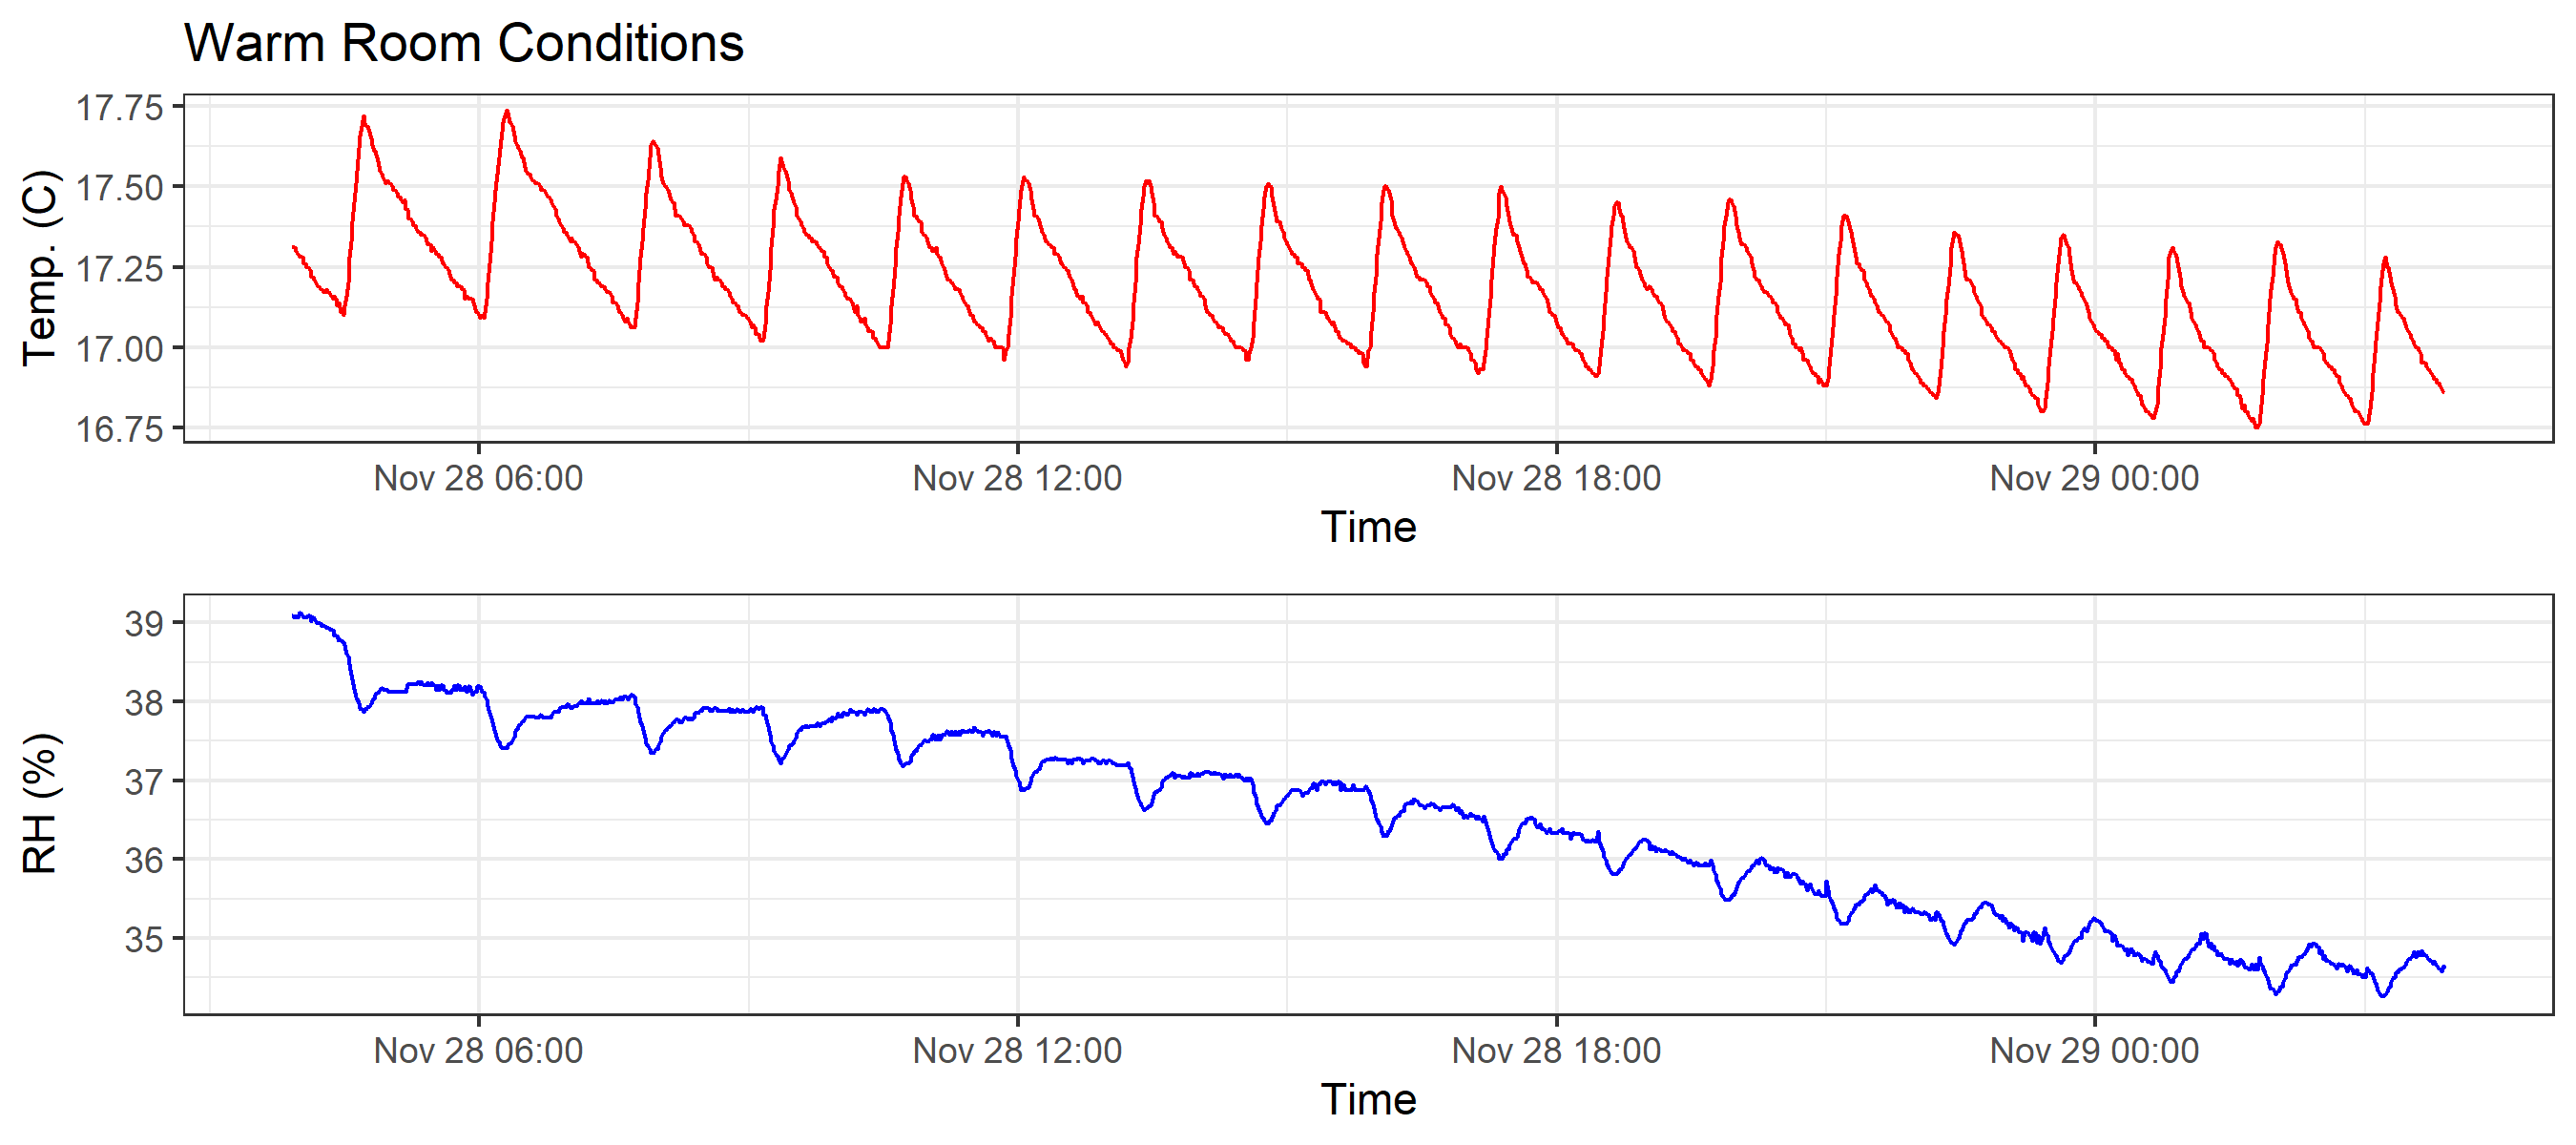 Warm Room Conditions
Temp. (C)
17.75
17.50
17.25
17.00
16.75
Nov 28 06:00 Nov 28 12:00 Nov 28 18:00 Nov 29 00:00
Time
RH (%)
39
38
37
36
35
Nov 28 06:00 Nov 28 12:00 Nov 28 18:00 Nov 29 00:00
Time